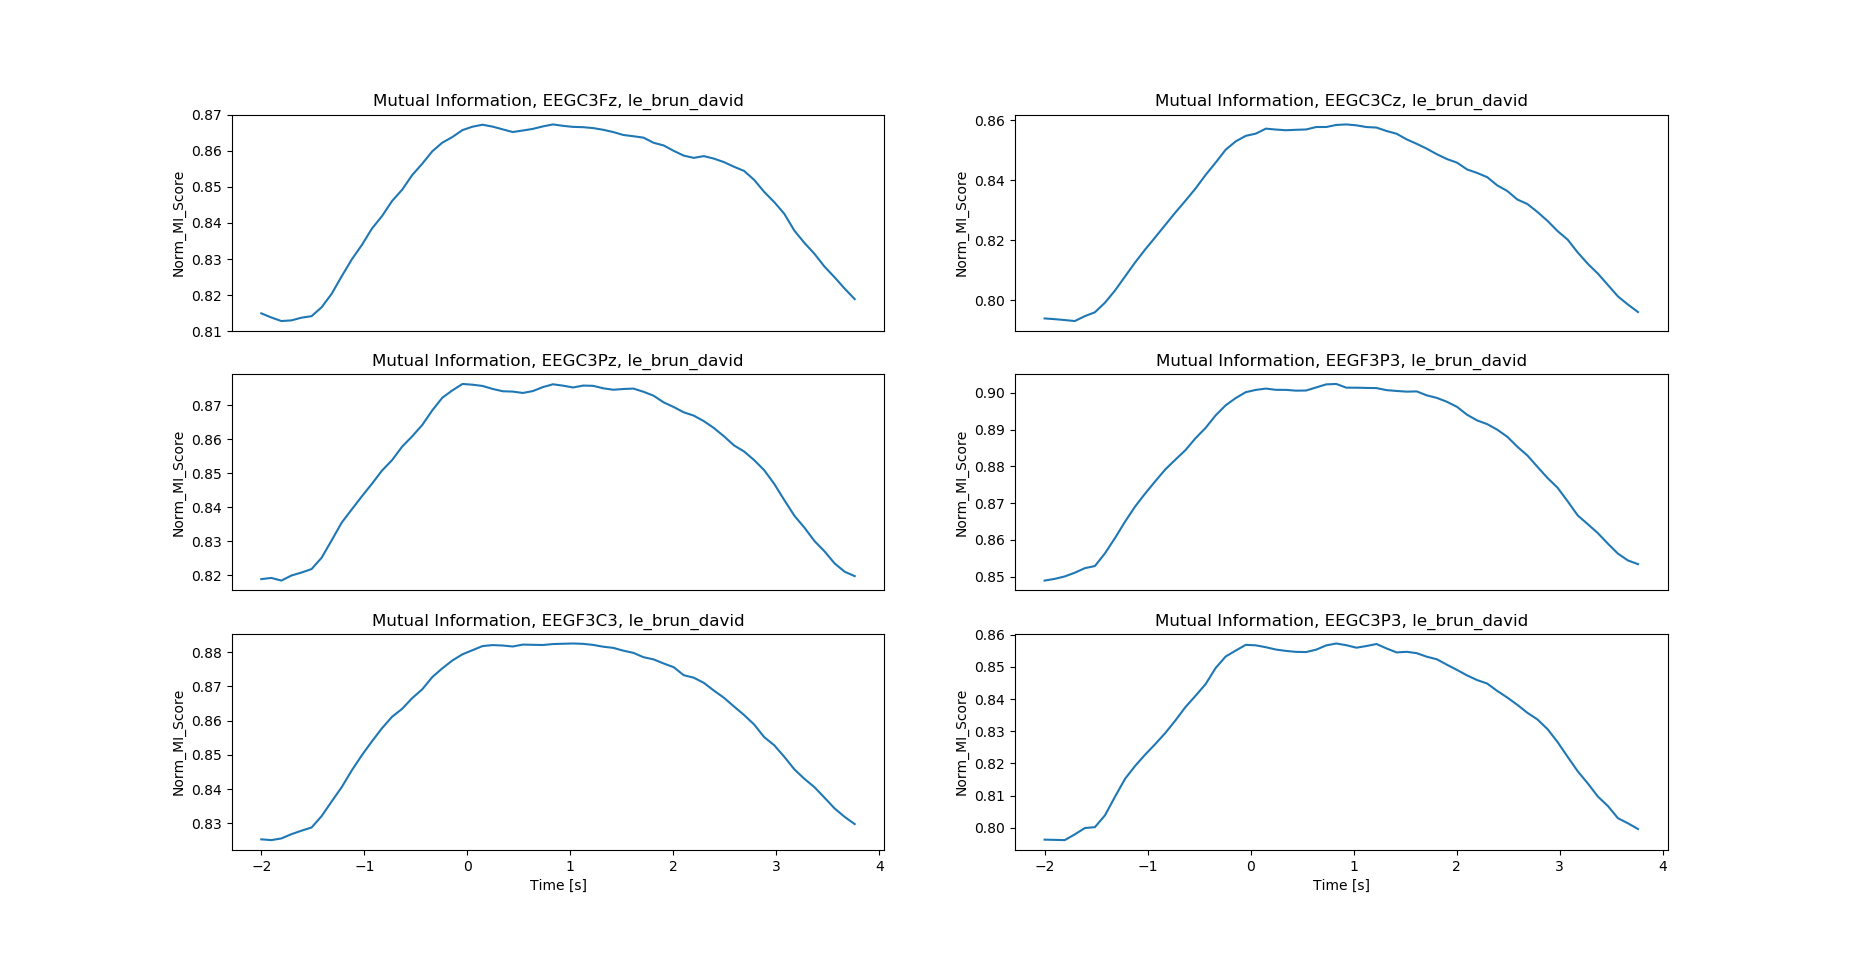 Mutual Information, EEGC3Fz, le_brun_david
0.87
0.86
0.85
0.84
0.83
0.82
0.81
Norm_MI_Score
Mutual Information, EEGC3Cz, le_brun_david
0.86
0.84
0.82
0.80
Norm_MI_Score
Mutual Information, EEGC3Pz, le_brun_david
0.87
0.86
0.85
0.84
0.83
0.82
Norm_MI_Score
Mutual Information, EEGF3P3, le_brun_david
0.90
0.89
0.88
0.87
0.86
0.85
Norm_MI_Score
Mutual Information, EEGF3C3, le_brun_david
0.88
0.87
0.86
0.85
0.84
0.83
Norm_MI_Score
−2 −1 0 1 2 3 4
Time [s]
Mutual Information, EEGC3P3, le_brun_david
0.86
0.85
0.84
0.83
0.82
0.81
0.80
Norm_MI_Score
−2 −1 0 1 2 3 4
Time [s]